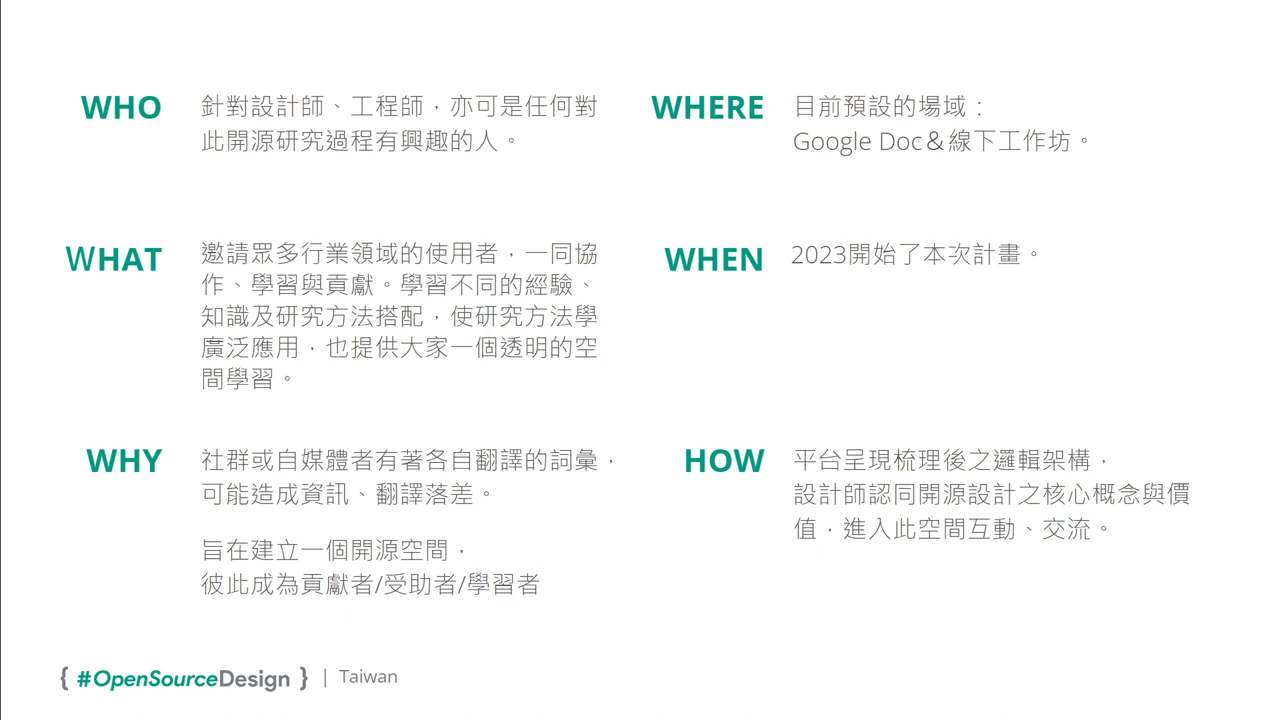 WHO
針對設計師、工程師，亦可是任何對
此開源研究過程有興趣的人。
WHERE
目前預設的場域：
Google Doc＆線下工作坊。
WHAT
邀請眾多行業領域的使用者，一同協
作、學習與貢獻。學習不同的經驗、
知識及研究方法搭配，使研究方法學
廣泛應用，也提供大家一個透明的空
間學習。
WHEN
2023開始了本次計畫。
WHY
社群或自媒體者有著各自翻譯的詞彙，
可能造成資訊、翻譯落差。
旨在建立一個開源空間，
彼此成為貢獻者/受助者/學習者
HOW
平台呈現梳理後之邏輯架構，
設計師認同開源設計之核心概念與價
值，進入此空間互動、交流。
{ #OpenSourceDesign } | Taiwan